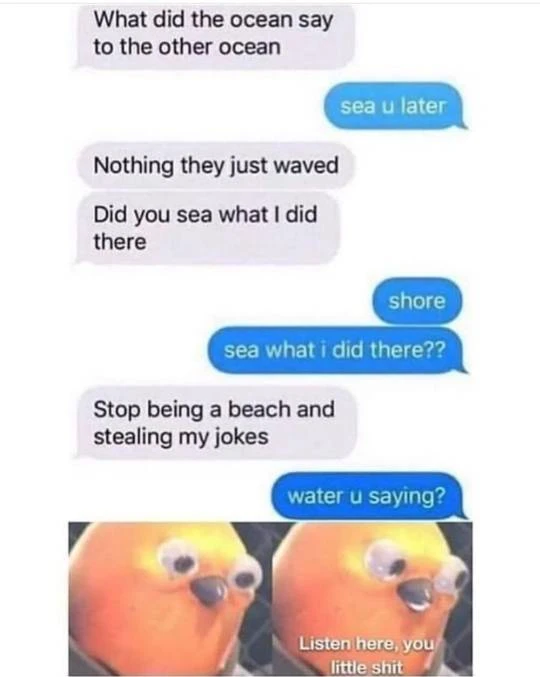 What did the ocean say
to the other ocean
sea u later
Nothing they just waved
Did you sea what I did
there
shore
sea what i did there??
Stop being a beach and
stealing my jokes
water u saying?
Listen here, you
little shit